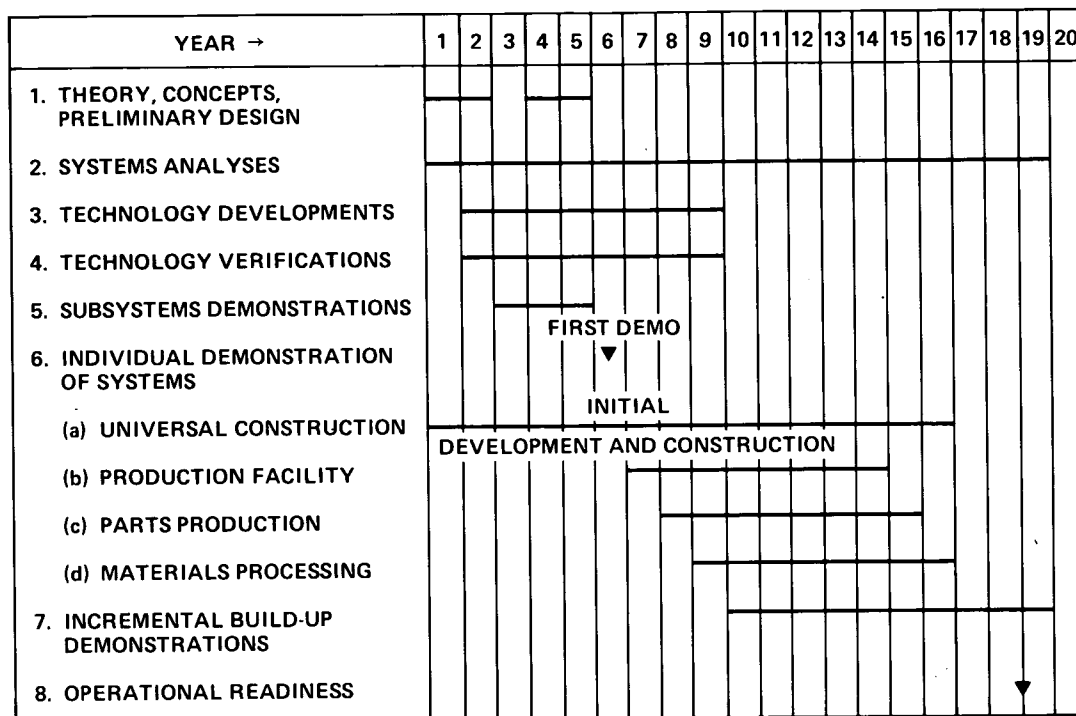 YEAR → 1 2 3 4 5 6 7 8 9 10 11 12 13 14 15 16 17 18 19 20
1. THEORY, CONCEPTS,
PRELIMINARY DESIGN
2. SYSTEMS ANALYSES
3. TECHNOLOGY DEVELOPMENTS
4. TECHNOLOGY VERIFICATIONS
5. SUBSYSTEMS DEMONSTRATIONS
FIRST DEMO
6. INDIVIDUAL DEMONSTRATION
OF SYSTEMS
INITIAL
(a) UNIVERSAL CONSTRUCTION
DEVELOPMENT AND CONSTRUCTION
(b) PRODUCTION FACILITY
(c) PARTS PRODUCTION
(d) MATERIALS PROCESSING
7. INCREMENTAL BUILD-UP
DEMONSTRATIONS
8. OPERATIONAL READINESS